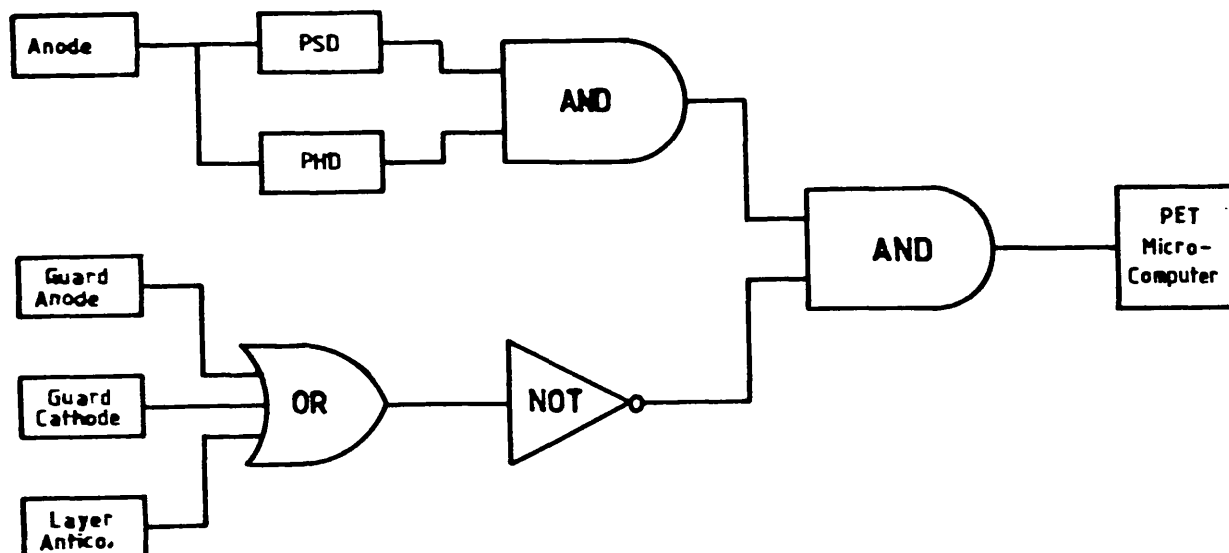 Anode
PSD
PHD
AND
AND
PET
Micro-
Computer
Guard
Anode
Guard
Cathode
OR
NOT
Layer
Antico.